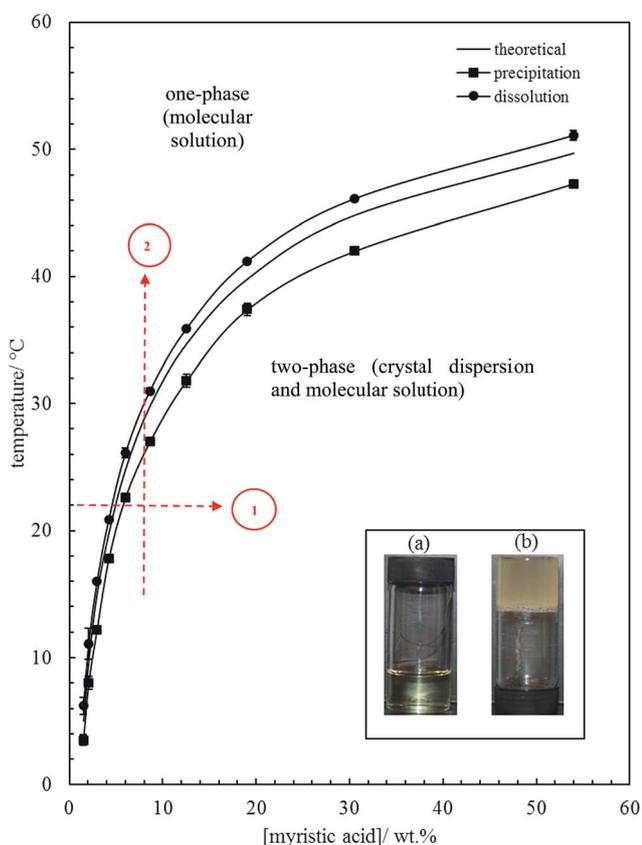 60
50
40
30
20
10
0
temperature/ °C
theoretical
precipitation
dissolution
one-phase
(molecular
solution)
2
two-phase (crystal dispersion
and molecular solution)
1
(a)
(b)
0
10
20
30
40
50
60
[myristic acid]/ wt.%